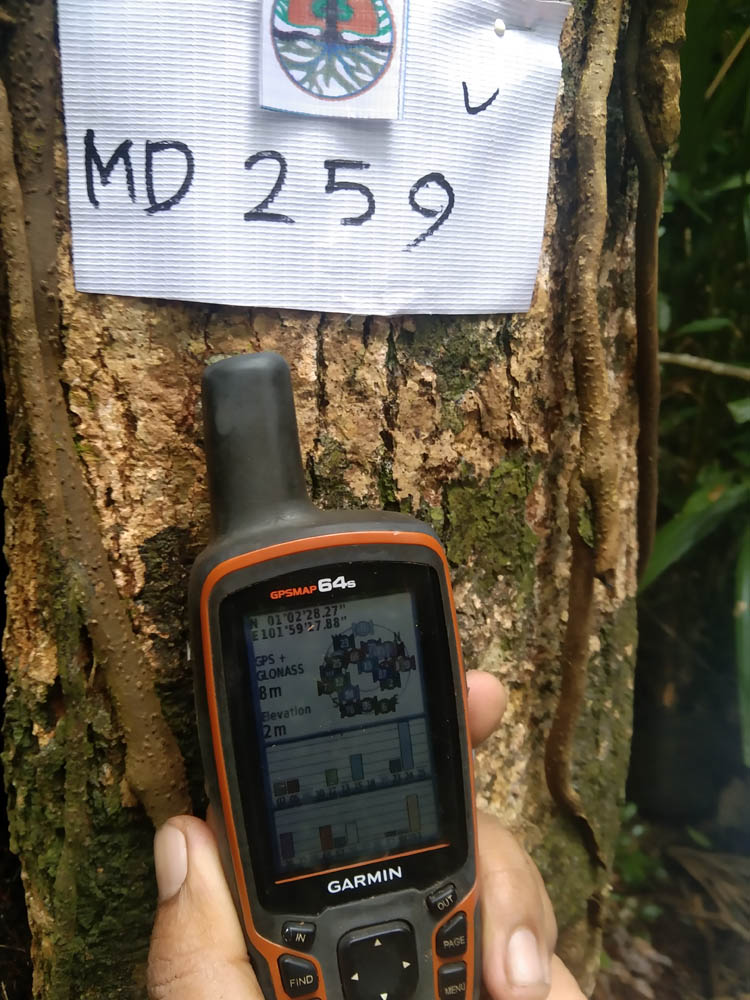 MD 259
GPSMAP 64s
N 01°02'28.27"
E101°59'27.88"
GPS +
GLONASS
8m
Elevation
2m
GARMIN
IN
OUT
FIND
PAGE
MENU